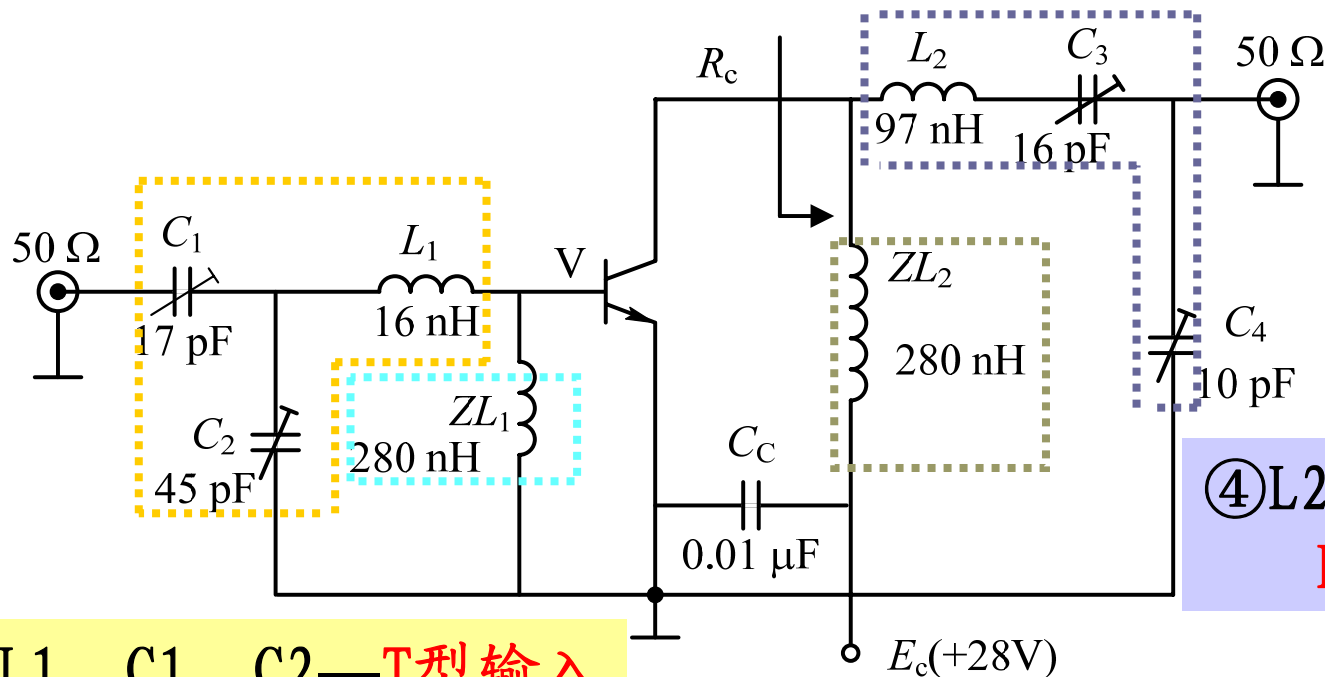 L2
C3
50 Ω
Rc
97 nH
16 pF
50 Ω
C1
L1
V
ZL2
17 pF
16 nH
280 nH
C4
10 pF
C2
ZL1
45 pF
280 nH
CC
0.01 μF
④L2
Ec(+28V)
C1 C2—T型输入